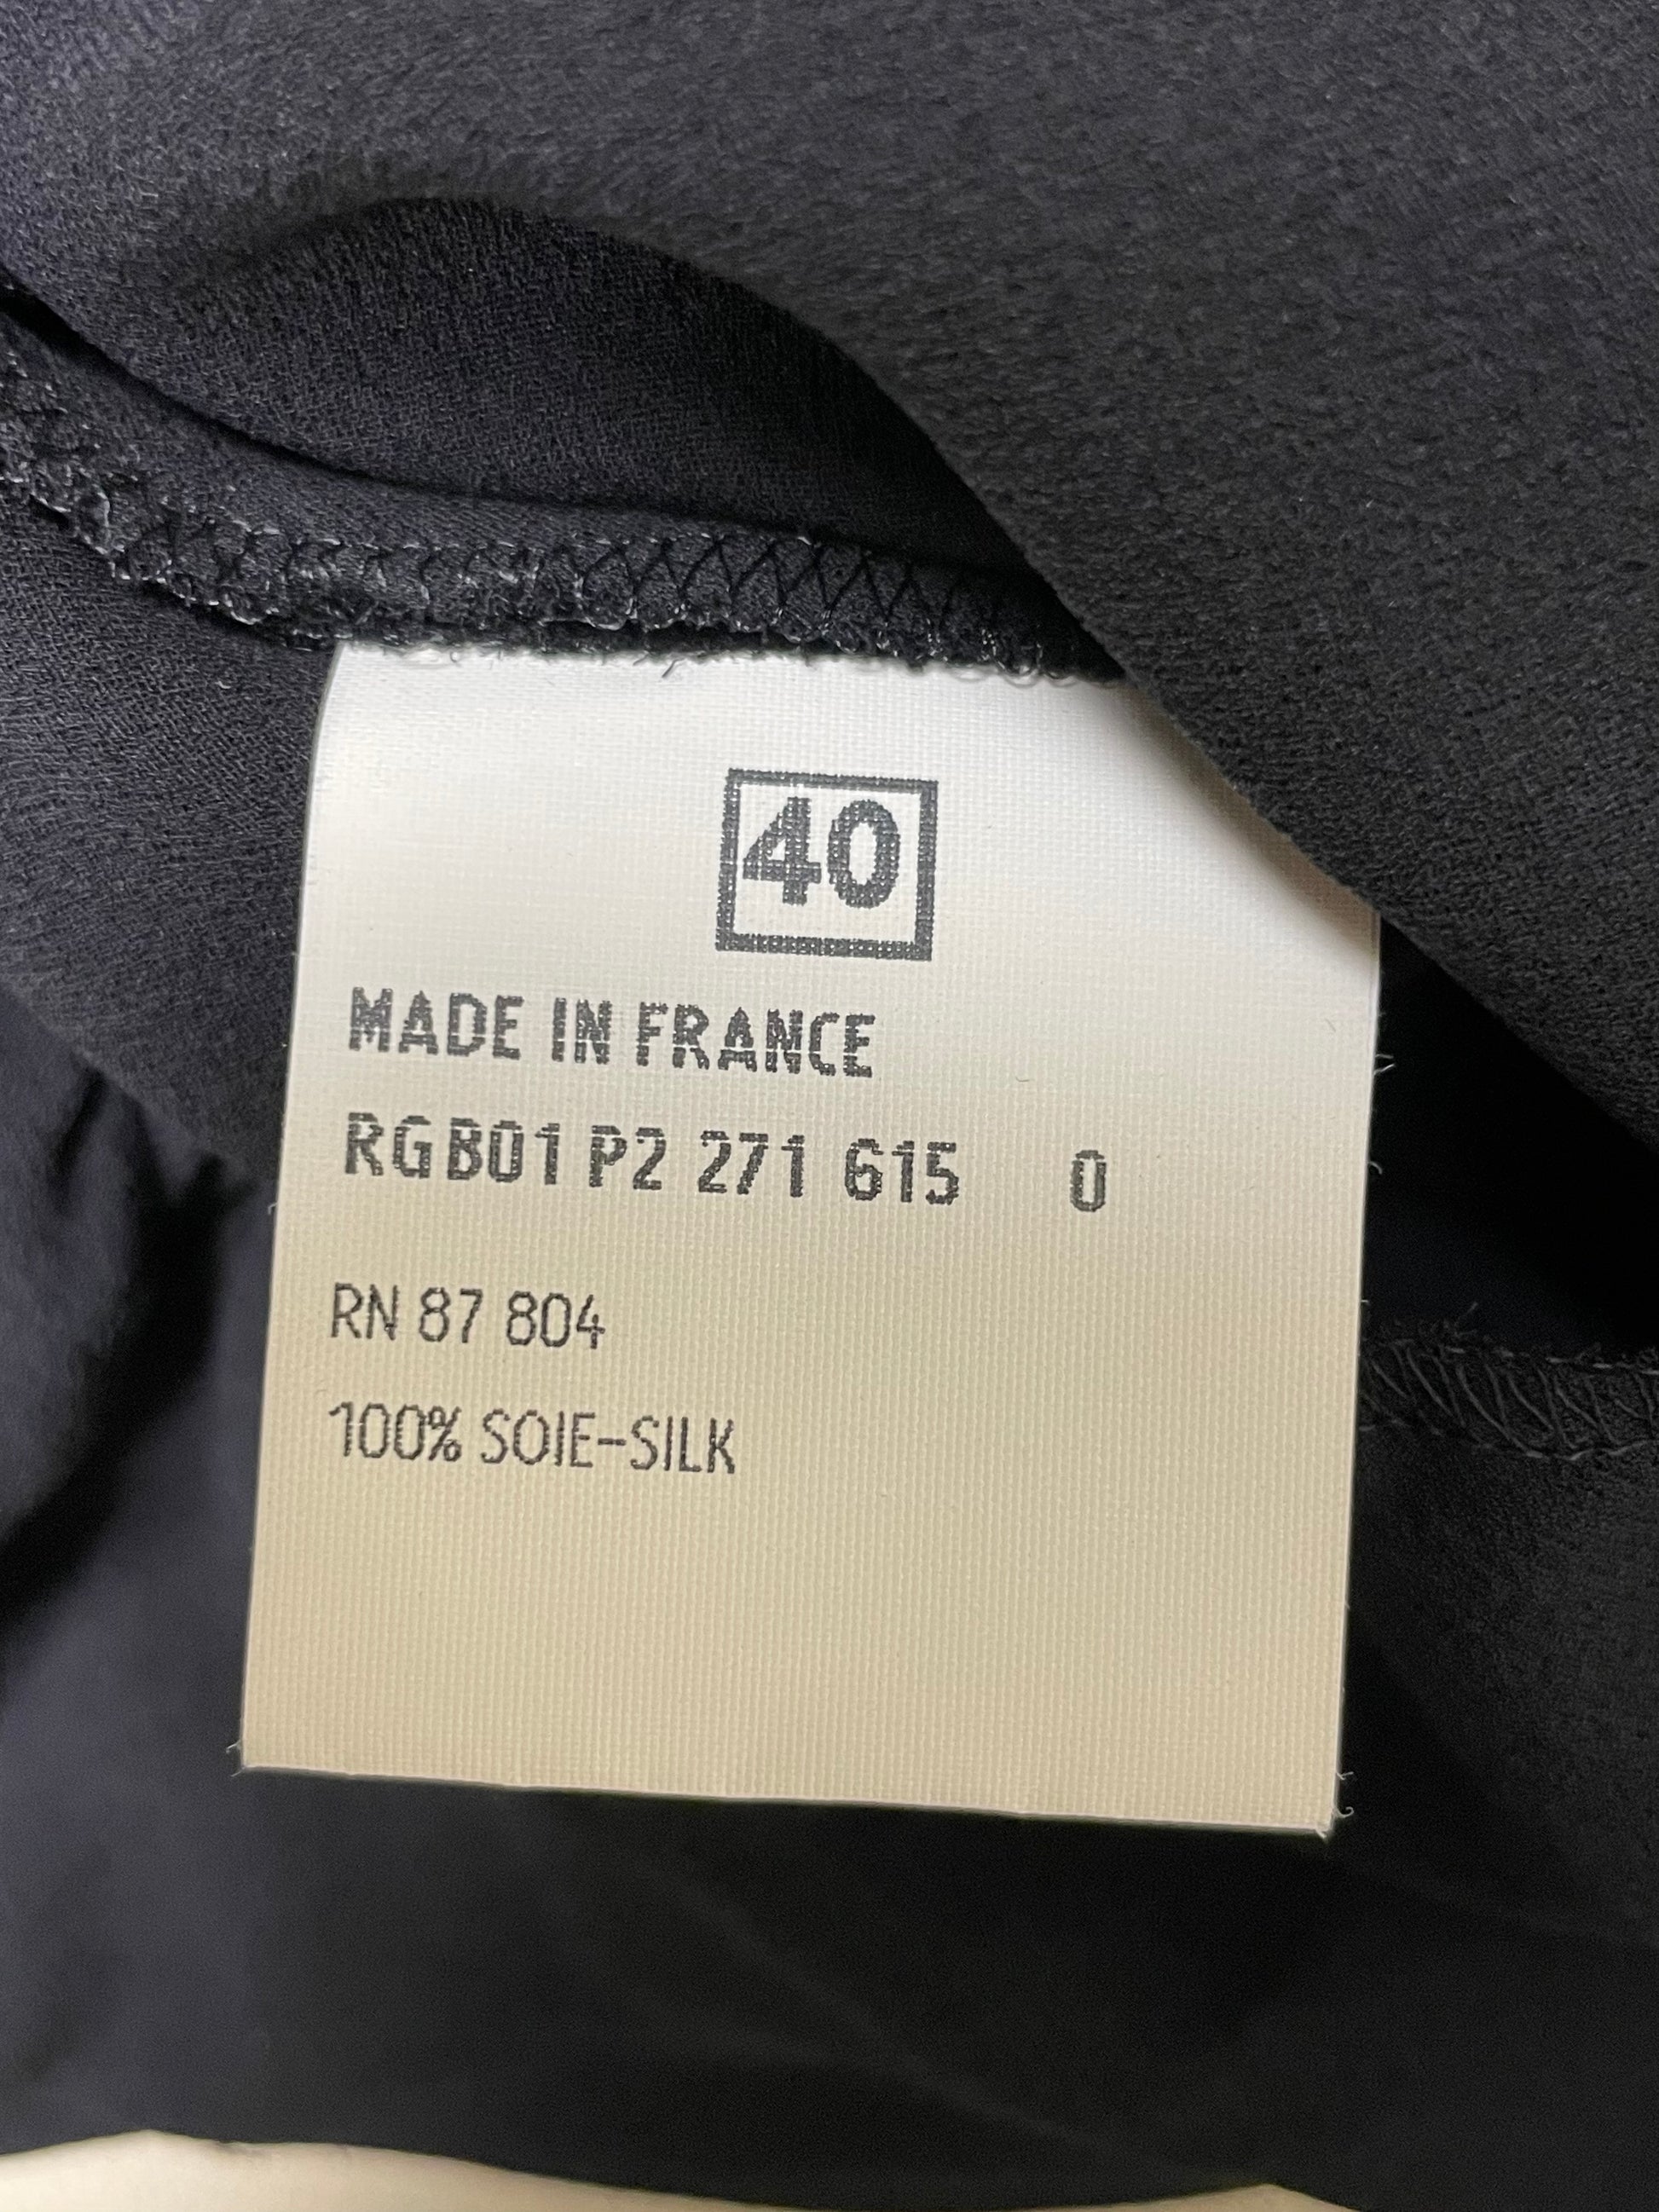 40
MADE IN FRANCE
RGB01 P2 271 615 0
RN 87 804
100% SOIE-SILK